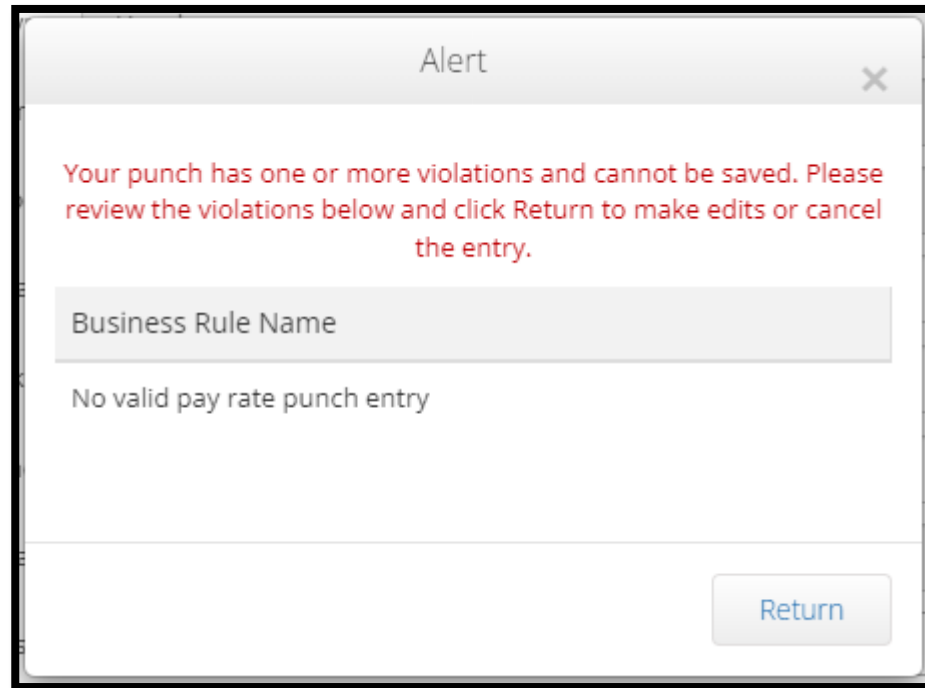 Alert
Your punch has one or more violations and cannot be saved. Please
review the violations below and click Return to make edits or cancel
the entry.
Business Rule Name
No valid pay rate punch entry
Return